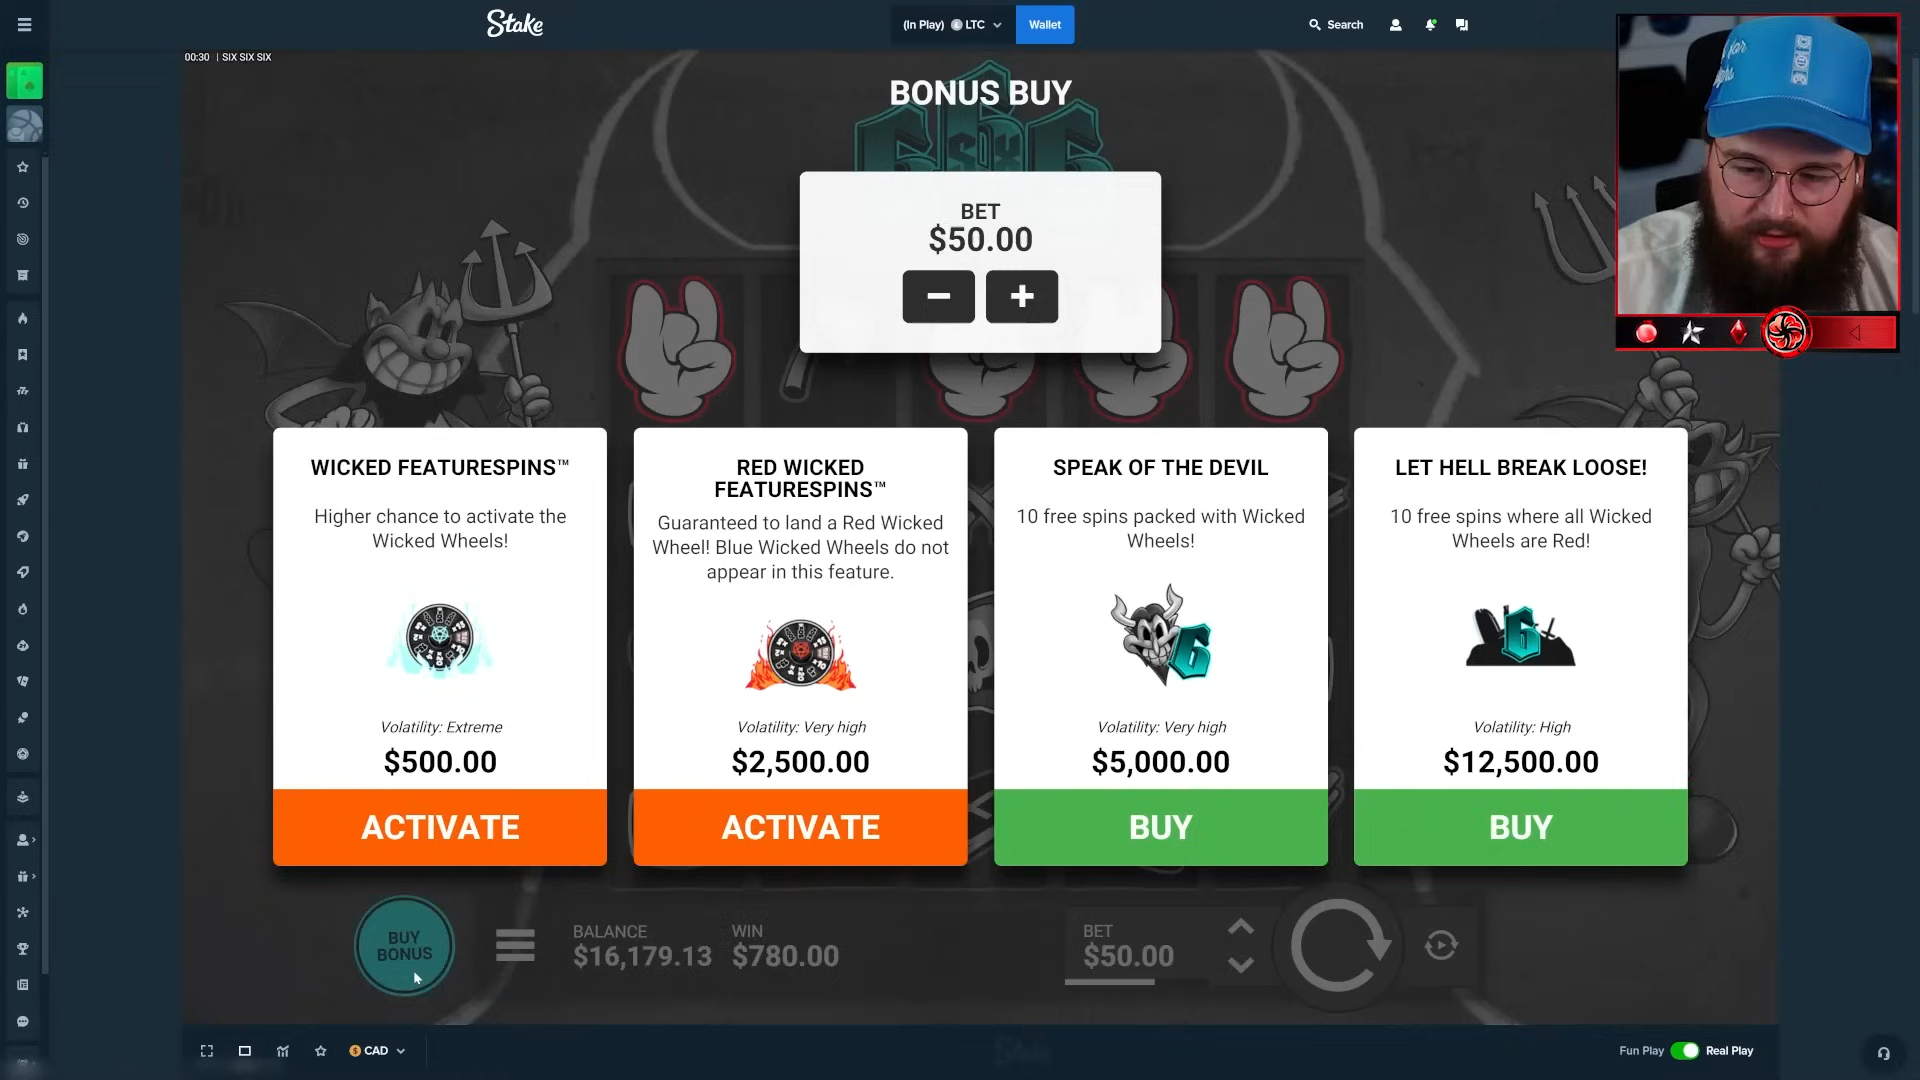 Stake
(In Play) LTC
Wallet
Search
00:30 | SIX SIX SIX
BONUS BUY
BET
$50.00
WICKED FEATURESPINS™
Higher chance to activate the
Wicked Wheels!
Volatility: Extreme
$500.00
ACTIVATE
RED WICKED
FEATURESPINS™
Guaranteed to land a Red Wicked
Wheel! Blue Wicked Wheels do not
appear in this feature.
Volatility: Very high
$2,500.00
ACTIVATE
SPEAK OF THE DEVIL
10 free spins packed with Wicked
Wheels!
Volatility: Very high
$5,000.00
BUY
LET HELL BREAK LOOSE!
10 free spins where all Wicked
Wheels are Red!
Volatility: High
$12,500.00
BUY
BUY
BONUS
BALANCE
$16,179.13
WIN
$780.00
BET
$50.00
CAD
Fun Play
Real Play